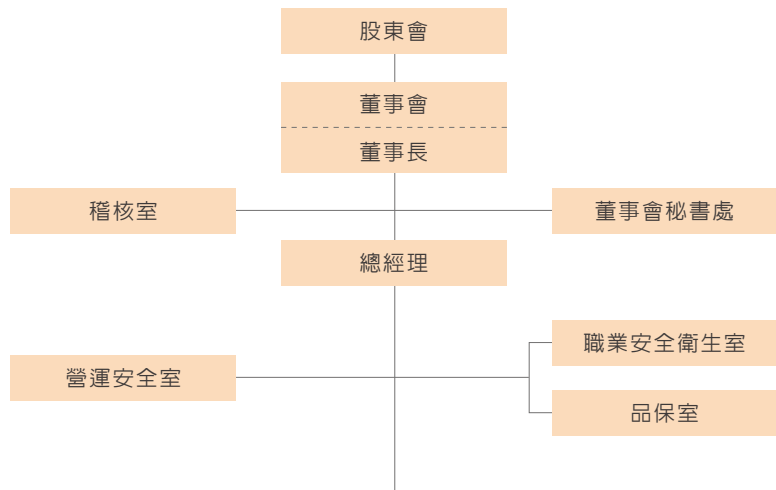 股東會
董事會
董事長
稽核室
董事會秘書處
總經理
職業安全衛生室
營運安全室
品保室